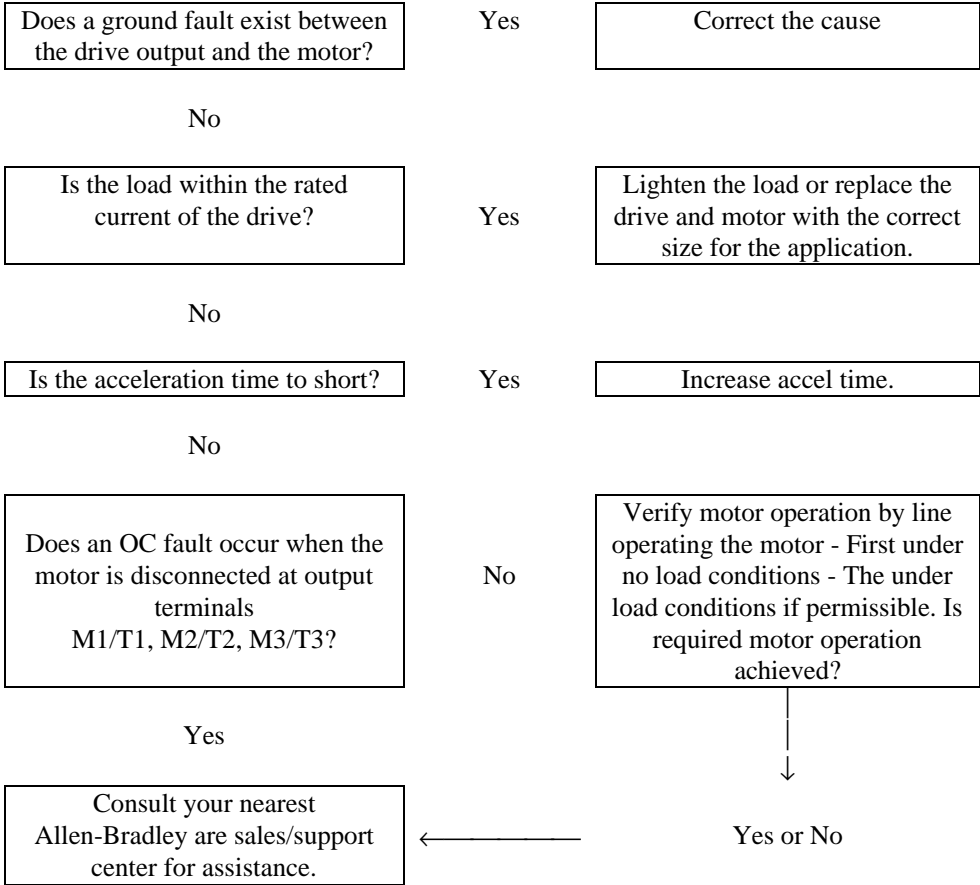 Does a ground fault exist between
the drive output and the motor?
Yes
Correct the cause
No
Is the load within the rated
current of the drive?
Yes
Lighten the load or replace the
drive and motor with the correct
size for the application.
No
Is the acceleration time to short?
Yes
Increase accel time.
No
Does an OC fault occur when the
motor is disconnected at output
terminals
M1/T1, M2/T2, M3/T3?
No
Verify motor operation by line
operating the motor - First under
no load conditions - The under
load conditions if permissible. Is
required motor operation
achieved?
Yes
Consult your nearest
Allen-Bradley are sales/support
center for assistance.
Yes or No